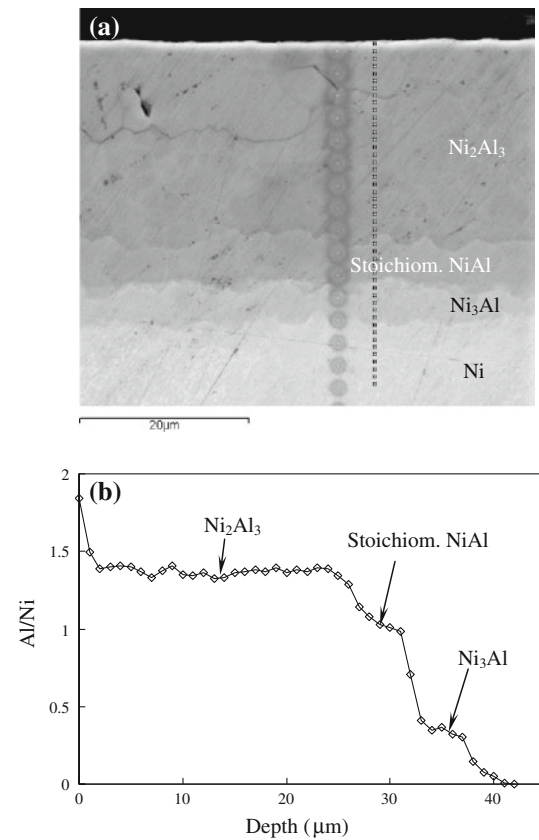 (a)
Ni₂Al₃
Stoichiom. NiAl
Ni₃Al
Ni
20µm
(b)
2
1.5
1
0.5
0
Al/Ni
Ni₂Al₃
Stoichiom. NiAl
Ni₃Al
0 10 20 30 40
Depth (µm)